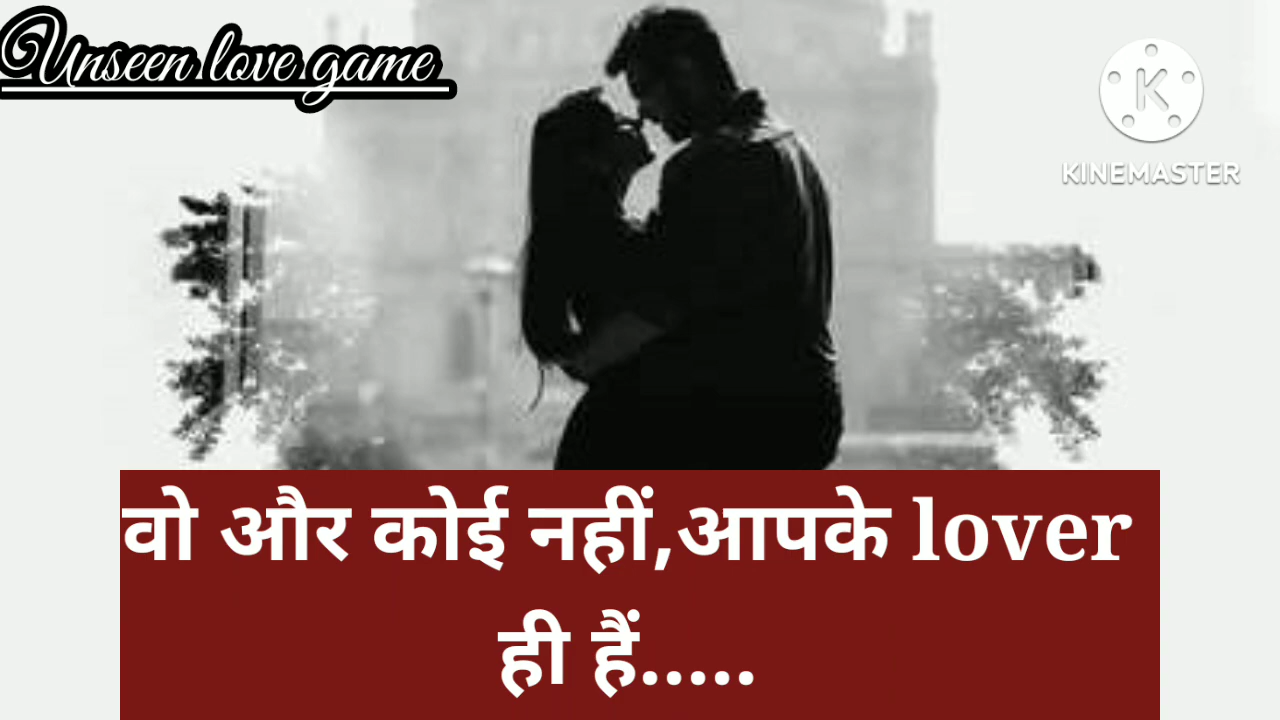 Unseen love game
K
KINEMASTER
वो और कोई नहीं,आपके lover
ही हैं.....